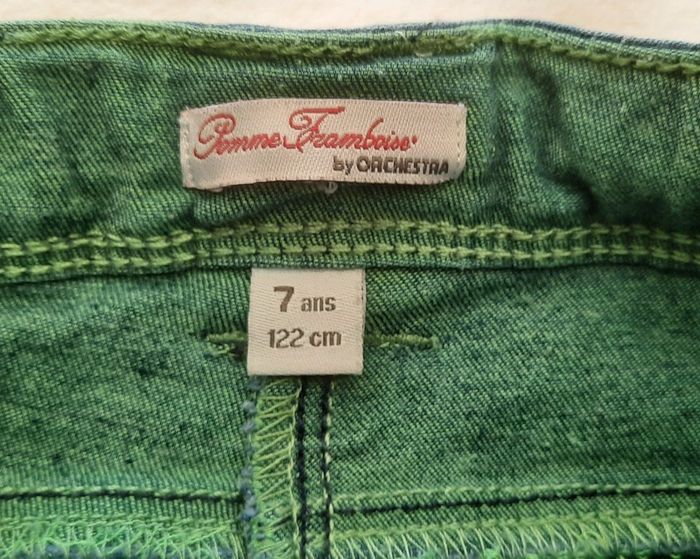 Pomme Framboise
by ORCHESTRA
7 ans
122 cm